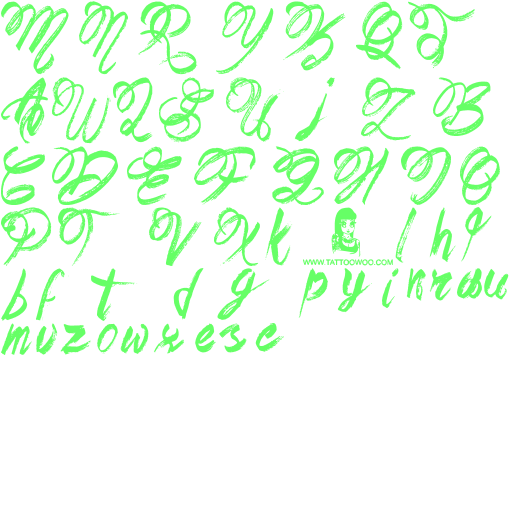 M N R Y K Q T
A W L S U j Z B
C D E F H I O
P V X k l h q
WWW.TATTOOWOO.COM
b f t d g p y i n r a u
m v z o w x e s c